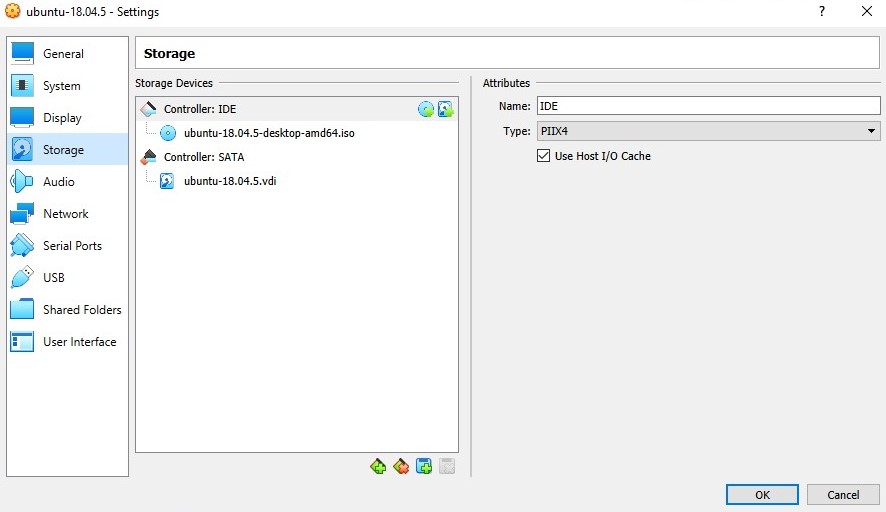 ubuntu-18.04.5 - Settings
?
General
System
Display
Storage
Audio
Network
Serial Ports
USB
Shared Folders
User Interface
Storage
Storage Devices
Controller: IDE
ubuntu-18.04.5-desktop-amd64.iso
Controller: SATA
ubuntu-18.04.5.vdi
Attributes
Name: IDE
Type: PIIX4
Use Host I/O Cache
OK
Cancel